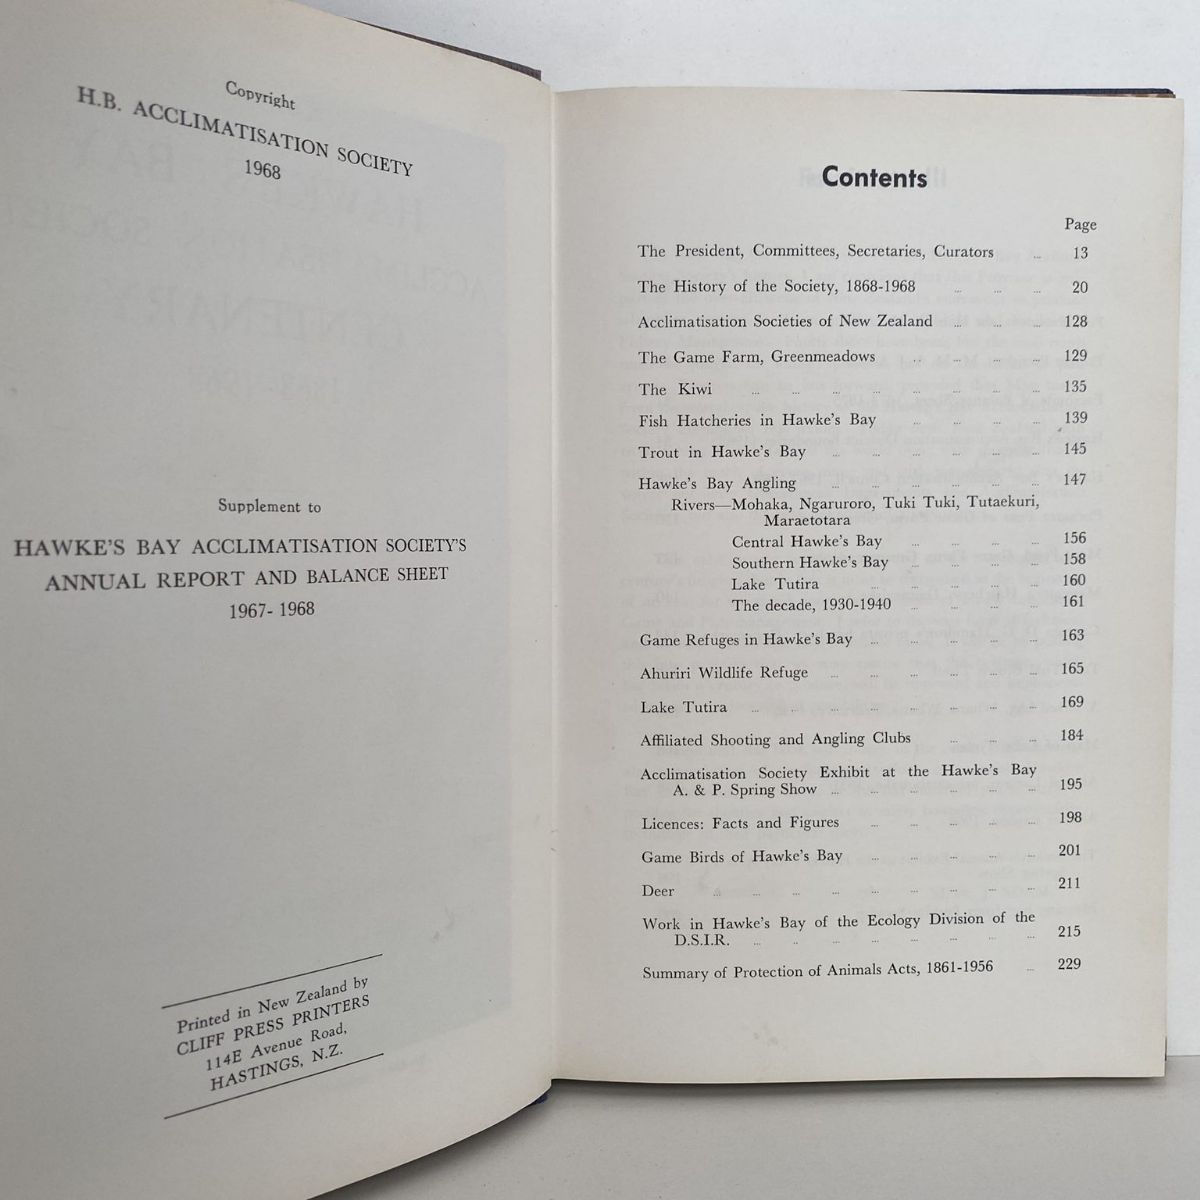 Copyright
H.B. ACCLIMATISATION SOCIETY
1968
Supplement to
HAWKE'S BAY ACCLIMATISATION SOCIETY'S
ANNUAL REPORT AND BALANCE SHEET
1967- 1968
Printed in New Zealand by
CLIFF PRESS PRINTERS
114E Avenue Road,
HASTINGS, N.Z.
Contents
Page
The President, Committees, Secretaries, Curators ... 13
The History of the Society, 1868-1968 ... ... ... 20
Acclimatisation Societies of New Zealand ... ... ... 128
The Game Farm, Greenmeadows ... ... ... ... 129
The Kiwi ... ... ... ... ... ... ... ... 135
Fish Hatcheries in Hawke's Bay ... ... ... ... 139
Trout in Hawke's Bay ... ... ... ... ... ... 145
Hawke's Bay Angling ... ... ... ... ... ... 147
Rivers—Mohaka, Ngaruroro, Tuki Tuki, Tutaekuri,
Maraetotara
Central Hawke's Bay ... ... ... ... 156
Southern Hawke's Bay ... ... ... ... 158
Lake Tutira ... ... ... ... ... 160
The decade, 1930-1940 ... ... ... ... 161
Game Refuges in Hawke's Bay ... ... ... ... ... 163
Ahuriri Wildlife Refuge ... ... ... ... ... ... 165
Lake Tutira ... ... ... ... ... ... ... ... 169
Affiliated Shooting and Angling Clubs ... ... ... 184
Acclimatisation Society Exhibit at the Hawke's Bay
A. & P. Spring Show ... ... ... ... ... ... 195
Licences: Facts and Figures ... ... ... ... ... 198
Game Birds of Hawke's Bay ... ... ... ... ... 201
Deer ... ... ... ... ... ... ... ... ... 211
Work in Hawke's Bay of the Ecology Division of the
D.S.I.R. ... ... ... ... ... ... ... ... 215
Summary of Protection of Animals Acts, 1861-1956 ... 229